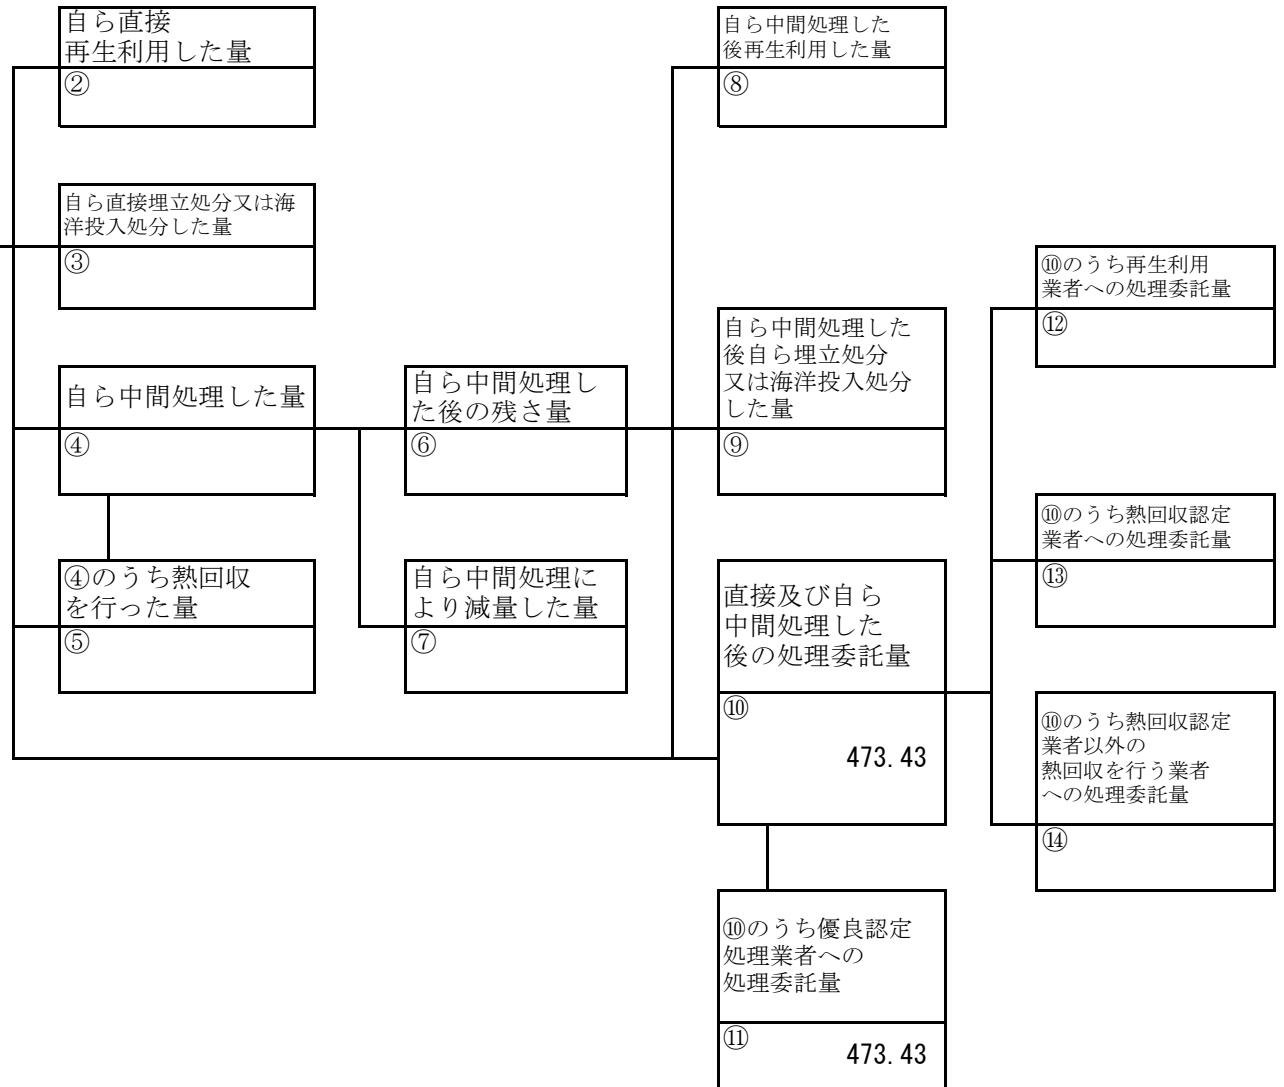 自ら直接
再生利用した量
②
自ら中間処理した
後再生利用した量
⑧
自ら直接埋立処分又は海
洋投入処分した量
③
⑩のうち再生利用
業者への処理委託量
⑫
自ら中間処理した
後自ら埋立処分
又は海洋投入処分
した量
⑨
自ら中間処理した量
④
自ら中間処理し
た後の残さ量
⑥
⑩のうち熱回収認定
業者への処理委託量
⑬
④のうち熱回収
を行った量
⑤
自ら中間処理に
より減量した量
⑦
直接及び自ら
中間処理した
後の処理委託量
⑩
473.43
⑩のうち熱回収認定
業者以外の
熱回収を行う業者
への処理委託量
⑭
⑩のうち優良認定
処理業者への
処理委託量
⑪
473.43